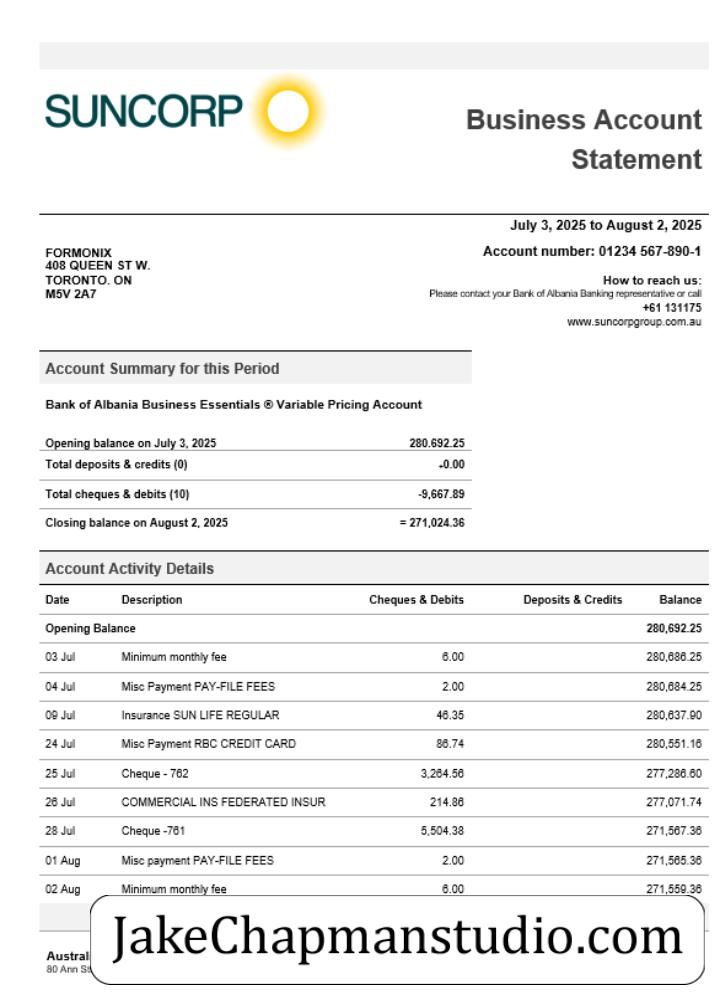 SUNCORP
Business Account
Statement
July 3, 2025 to August 2, 2025
Account number: 01234 567-890-1
FORMONIX
408 QUEEN ST W.
TORONTO. ON
M5V 2A7
How to reach us:
Please contact your Bank of Albania Banking representative or call
+61 131175
www.suncorpgroup.com.au
Account Summary for this Period
Bank of Albania Business Essentials ® Variable Pricing Account
Opening balance on July 3, 2025 280.692.25
Total deposits & credits (0) +0.00
Total cheques & debits (10) -9,667.89
Closing balance on August 2, 2025 = 271,024.36
Account Activity Details
Date Description Cheques & Debits Deposits & Credits Balance
Opening Balance 280,692.25
03 Jul Minimum monthly fee 6.00 280,686.25
04 Jul Misc Payment PAY-FILE FEES 2.00 280,684.25
09 Jul Insurance SUN LIFE REGULAR 46.35 280,637.90
24 Jul Misc Payment RBC CREDIT CARD 86.74 280,551.16
25 Jul Cheque - 762 3,264.56 277,286.60
26 Jul COMMERCIAL INS FEDERATED INSUR 214.86 277,071.74
28 Jul Cheque -761 5,504.38 271,567.36
01 Aug Misc payment PAY-FILE FEES 2.00 271,565.36
02 Aug Minimum monthly fee 6.00 271,559.36
JakeChapmanstudio.com
80 Ann